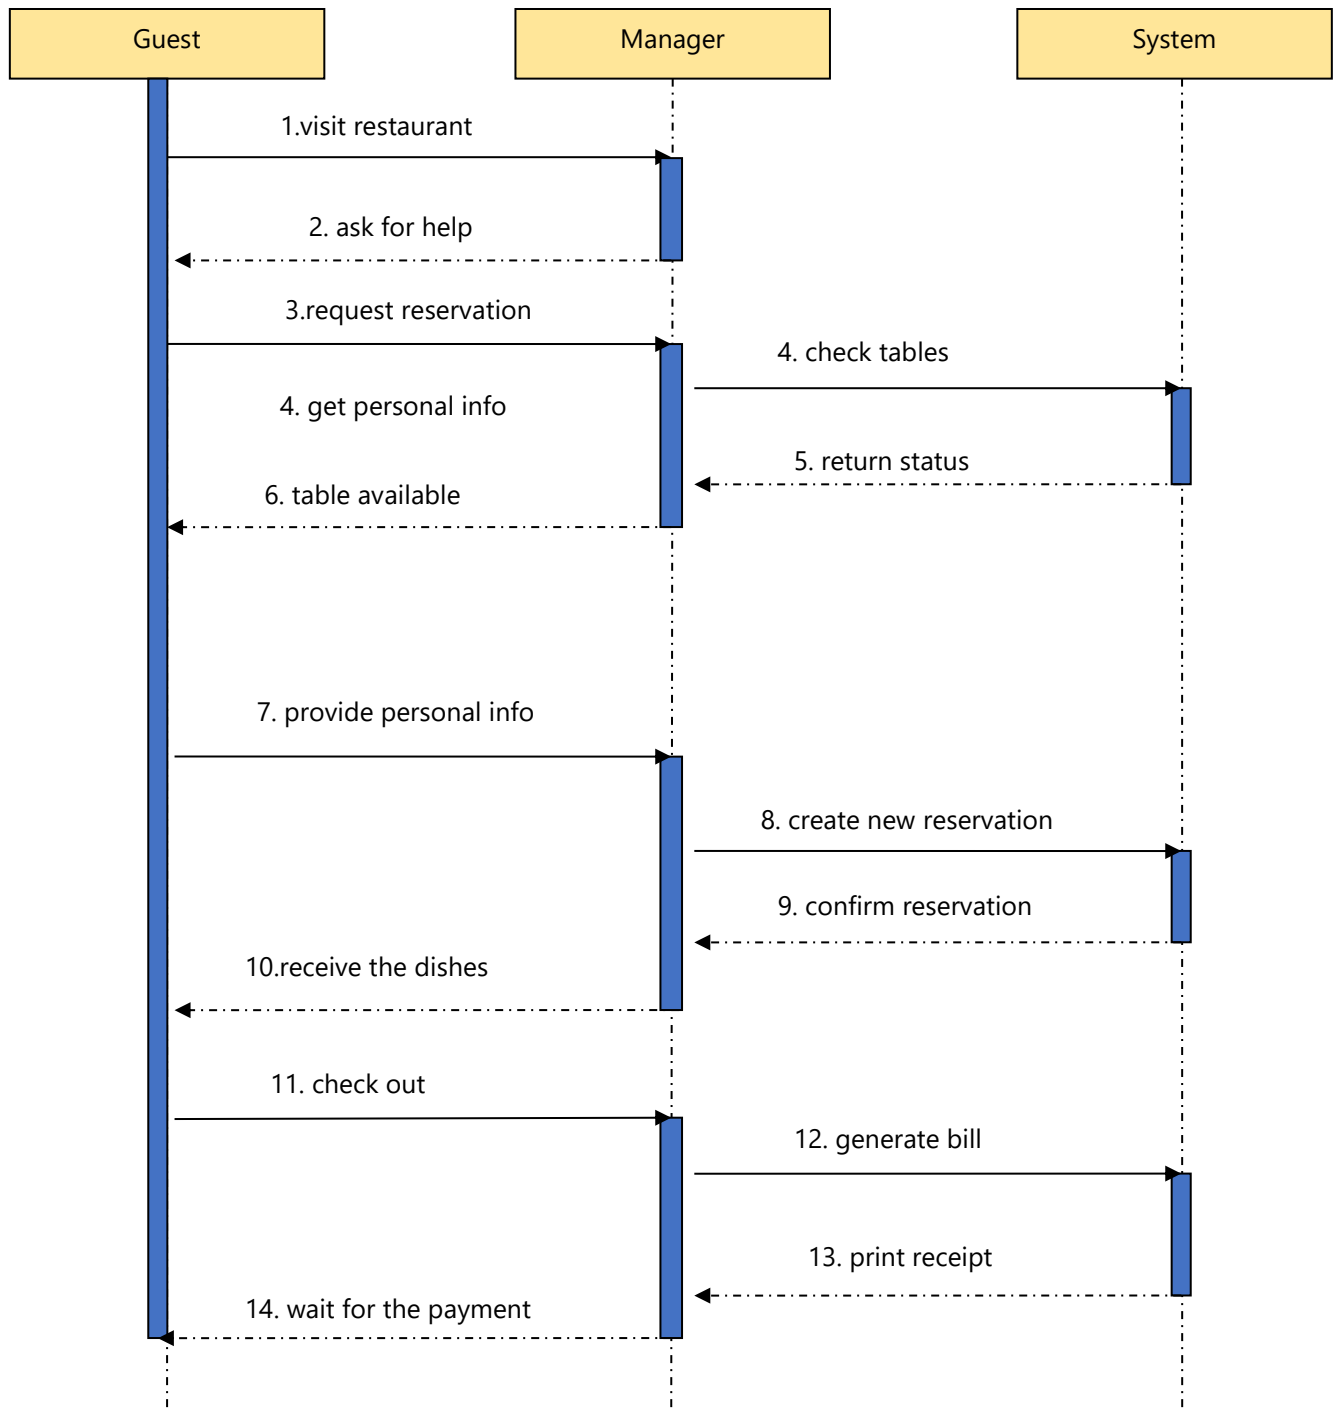 Guest
Manager
System
1.visit restaurant
2. ask for help
3.request reservation
4. check tables
4. get personal info
5. return status
6. table available
7. provide personal info
8. create new reservation
9. confirm reservation
10.receive the dishes
11. check out
12. generate bill
13. print receipt
14. wait for the payment